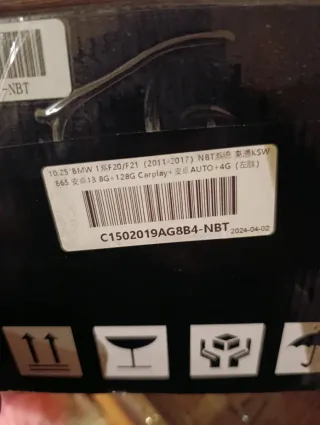 -NBT
10.25"BMW 1系F20/F21 (2011-2017) NBT系统 高通KSW
665 安卓13 8G+128G Carplay+安卓AUTO+4G (左舵)
C1502019AG8B4-NBT 2024-04-02